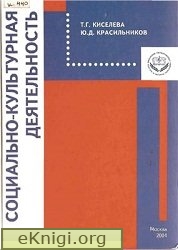 Т.Г. КИСЕЛЕВА
Ю.Д. КРАСИЛЬНИКОВ
СОЦИАЛЬНО-КУЛЬТУРНАЯ
ДЕЯТЕЛЬНОСТЬ
Москва
2004
eKnigi.org